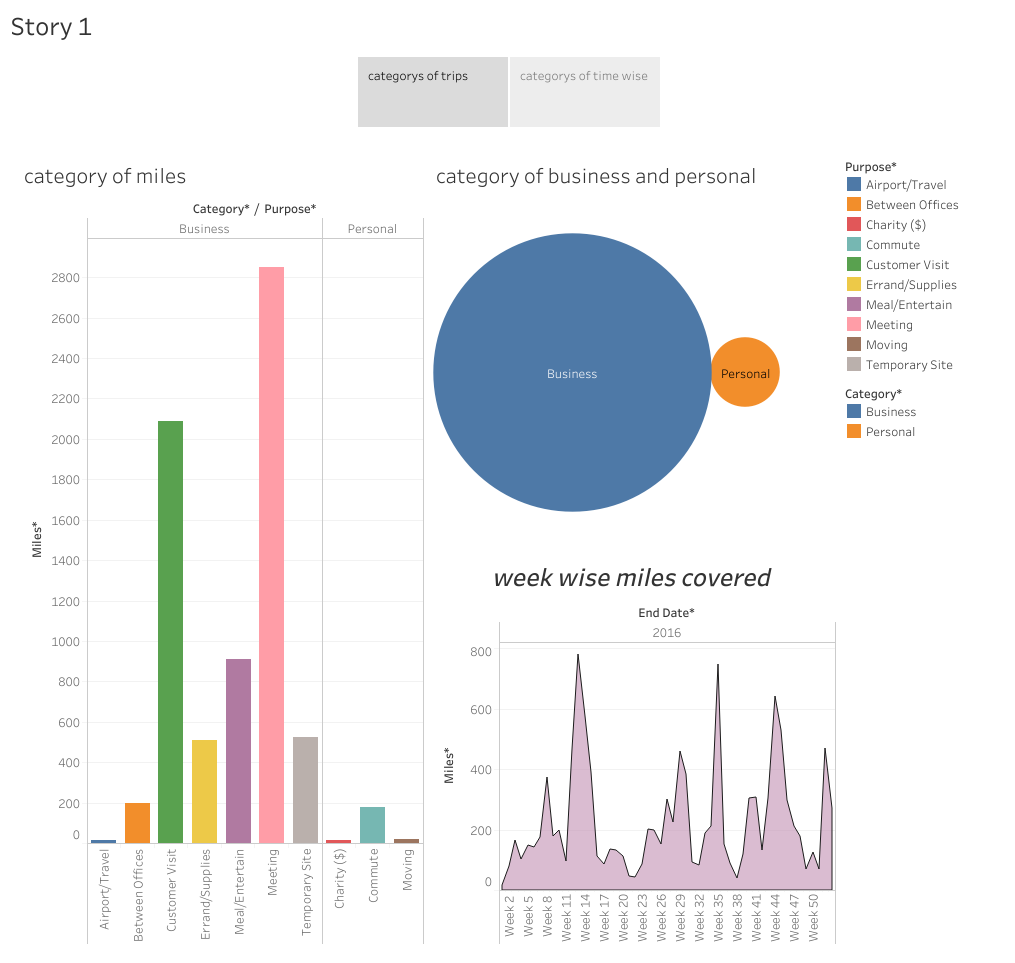 Story 1
categorys of trips
categorys of time wise
category of miles
Category* / Purpose*
Business
Personal
Miles*
2800
2600
2400
2200
2000
1800
1600
1400
1200
1000
800
600
400
200
0
Airport/Travel
Between Offices
Customer Visit
Errand/Supplies
Meal/Entertain
Meeting
Temporary Site
Charity ($)
Commute
Moving
category of business and personal
Business
Personal
week wise miles covered
End Date*
2016
Miles*
800
600
400
200
0
Week 2
Week 5
Week 8
Week 11
Week 14
Week 17
Week 20
Week 23
Week 26
Week 29
Week 32
Week 35
Week 38
Week 41
Week 44
Week 47
Week 50
Purpose*
Airport/Travel
Between Offices
Charity ($)
Commute
Customer Visit
Errand/Supplies
Meal/Entertain
Meeting
Moving
Temporary Site
Category*
Business
Personal